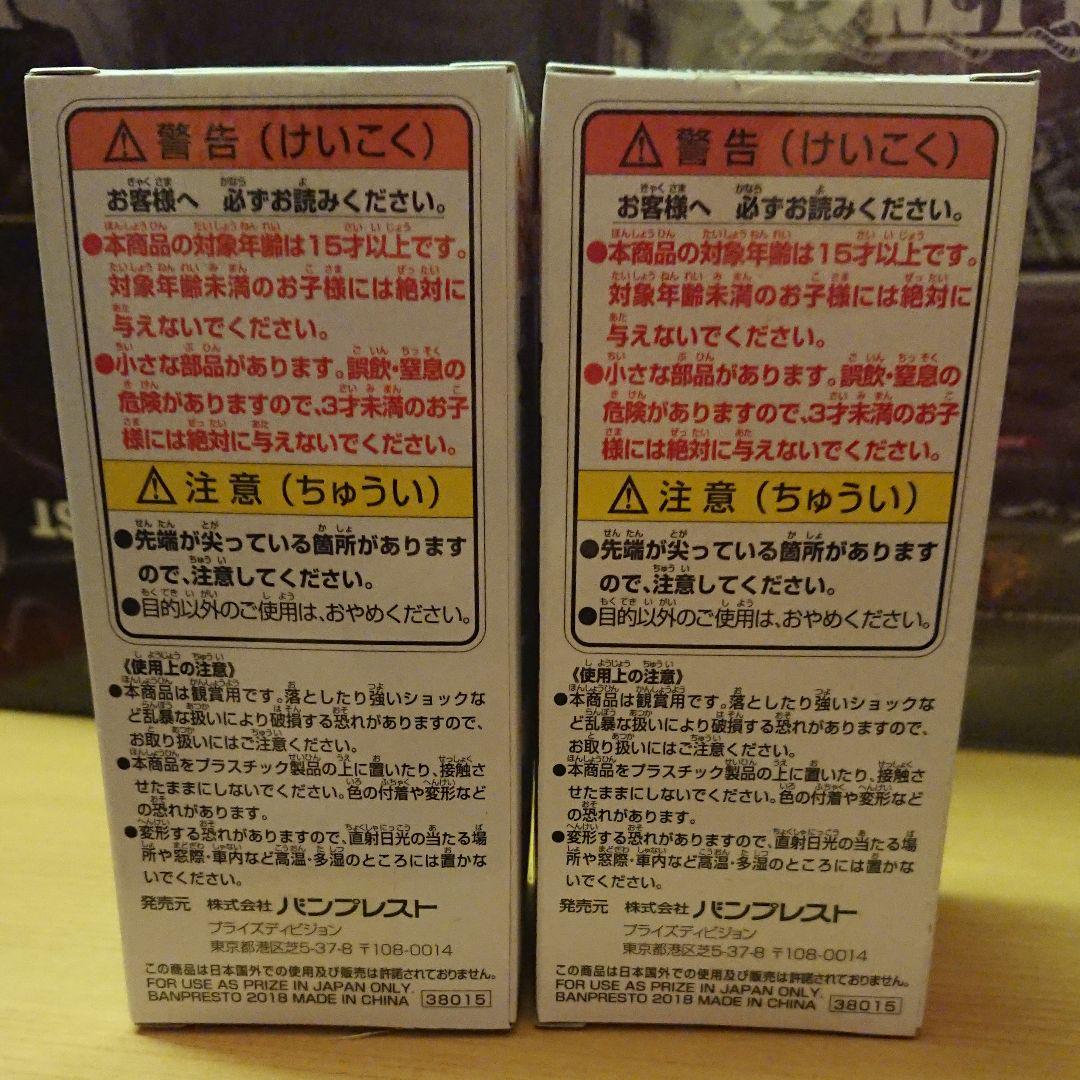 警告(けいこく)
お客様へ 必ずお読みください。
●本商品の対象年齢は15才以上です。
対象年齢未満のお子様には絶対に
与えないでください。
●小さな部品があります。誤飲・窒息の
危険がありますので、3才未満のお子
様には絶対に与えないでください。
注意(ちゅうい)
●先端が尖っている箇所があります
ので、注意してください。
●目的以外のご使用は、おやめください。
《使用上の注意》
●本商品は観賞用です。落としたり強いショックな
ど乱暴な扱いにより破損する恐れがありますので、
お取り扱いにはご注意ください。
●本商品をプラスチック製品の上に置いたり、接触さ
せたままにしないでください。色の付着や変形など
の恐れがあります。
●変形する恐れがありますので、直射日光の当たる場
所や窓際・車内など高温・多湿のところには置かな
いでください。
発売元 株式会社 バンプレスト
プライズディビジョン
東京都港区芝5-37-8 〒108-0014
この商品は日本国外での使用及び販売は許諾されておりません。
FOR USE AS PRIZE IN JAPAN ONLY.
BANPRESTO 2018 MADE IN CHINA 38015
警告(けいこく)
お客様へ 必ずお読みください。
●本商品の対象年齢は15才以上です。
対象年齢未満のお子様には絶対に
与えないでください。
●小さな部品があります。誤飲・窒息の
危険がありますので、3才未満のお子
様には絶対に与えないでください。
注意(ちゅうい)
●先端が尖っている箇所があります
ので、注意してください。
●目的以外のご使用は、おやめください。
《使用上の注意》
●本商品は観賞用です。落としたり強いショックな
ど乱暴な扱いにより破損する恐れがありますので、
お取り扱いにはご注意ください。
●本商品をプラスチック製品の上に置いたり、接触さ
せたままにしないでください。色の付着や変形など
の恐れがあります。
●変形する恐れがありますので、直射日光の当たる場
所や窓際・車内など高温・多湿のところには置かな
いでください。
発売元 株式会社 バンプレスト
プライズディビジョン
東京都港区芝5-37-8 〒108-0014
この商品は日本国外での使用及び販売は許諾されておりません。
FOR USE AS PRIZE IN JAPAN ONLY.
BANPRESTO 2018 MADE IN CHINA 38015